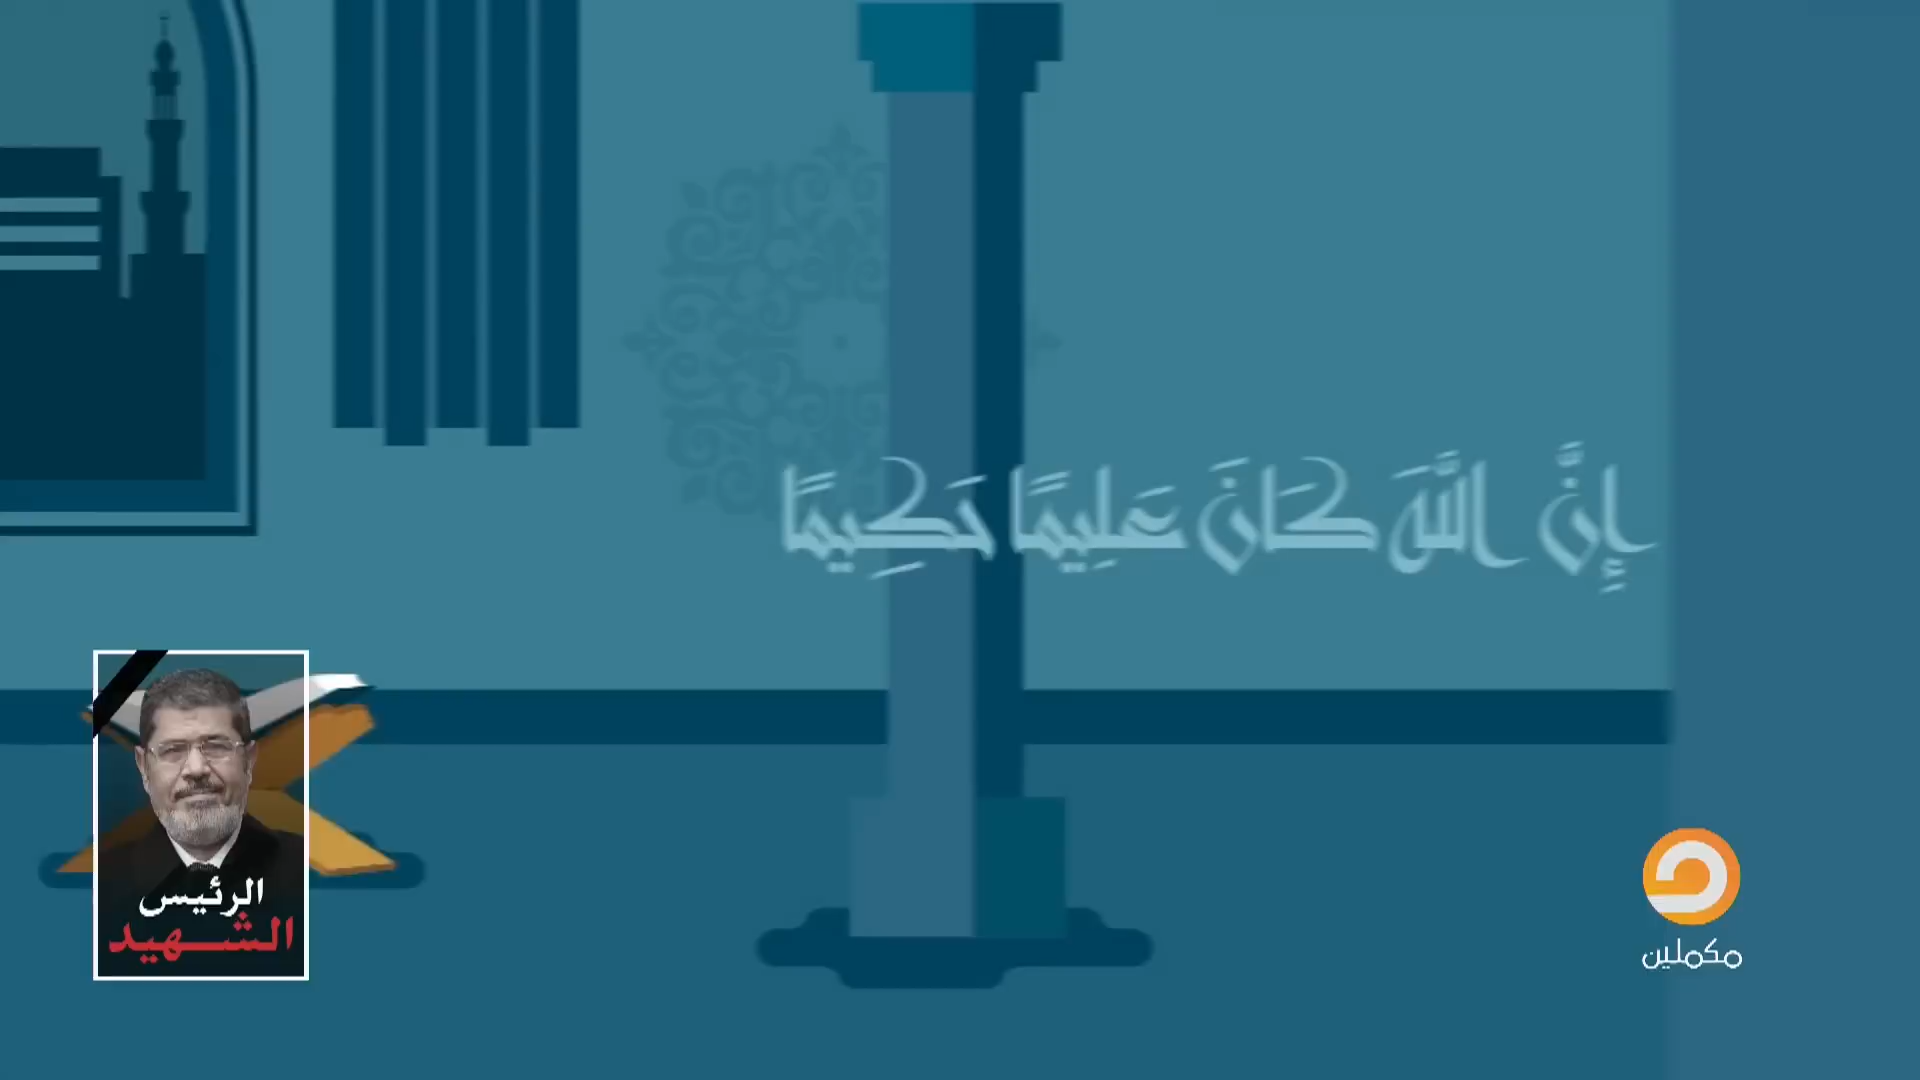 إِنَّ اللَّهَ كَانَ عَلِيمًا حَكِيمًا
الرئيس
الشهيد
مكملين